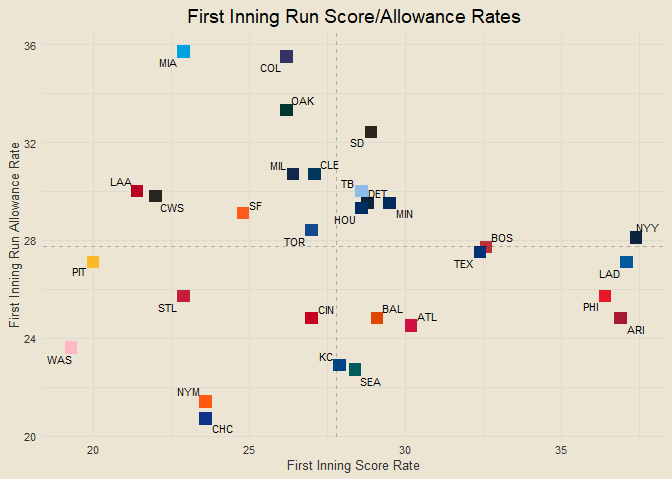 First Inning Run Score/Allowance Rates
First Inning Run Allowance Rate
36
32
28
24
20
MIA
COL
OAK
SD
MIL
CLE
LAA
TB
DET
CWS
SF
HOU
MIN
TOR
BOS
NYY
TEX
PIT
LAD
STL
PHI
CIN
BAL
ATL
ARI
WAS
KC
SEA
NYM
CHC
20
25
30
35
First Inning Score Rate